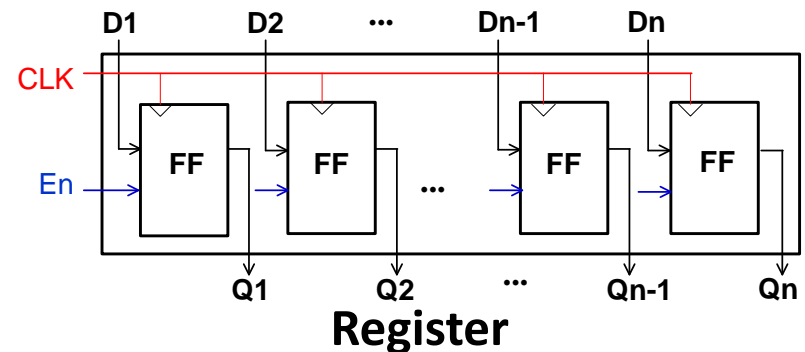 D1 D2 ... Dn-1 Dn
CLK
FF FF FF FF
En ...
Q1 Q2 ... Qn-1 Qn
Register